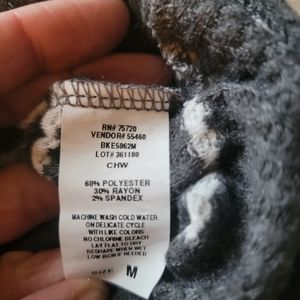 RN# 75720
VENDOR# 55460
BKE5862M
LOT# 361180
CHW
68% POLYESTER
30% RAYON
2% SPANDEX
MACHINE WASH COLD WATER
ON DELICATE CYCLE
WITH LIKE COLORS
NO CHLORINE BLEACH
LAY FLAT TO DRY
RESHAPE WHEN WET
LOW IRON IF NEEDED
SIZE M